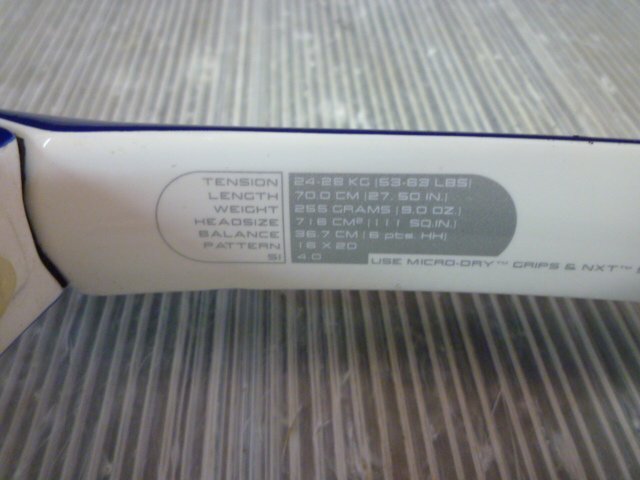 TENSION 24-28 KG (53-63 LBS)
LENGTH 70.0 CM (27. 50 IN.)
WEIGHT 255 GRAMS (9.0 OZ.)
HEADSIZE 716 CM² (111 SQ.IN.)
BALANCE 36.7 CM (6 pts. HH)
PATTERN 16 X 20
SI 4.0 USE MICRO-DRY™ GRIPS & NXT™